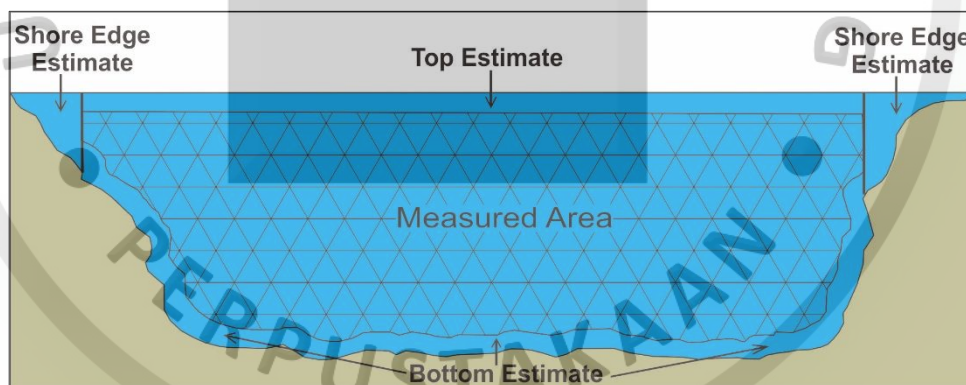 Shore Edge
Estimate
Top Estimate
Shore Edge
Estimate
Measured Area
PERPUSTAKAAN
Bottom Estimate